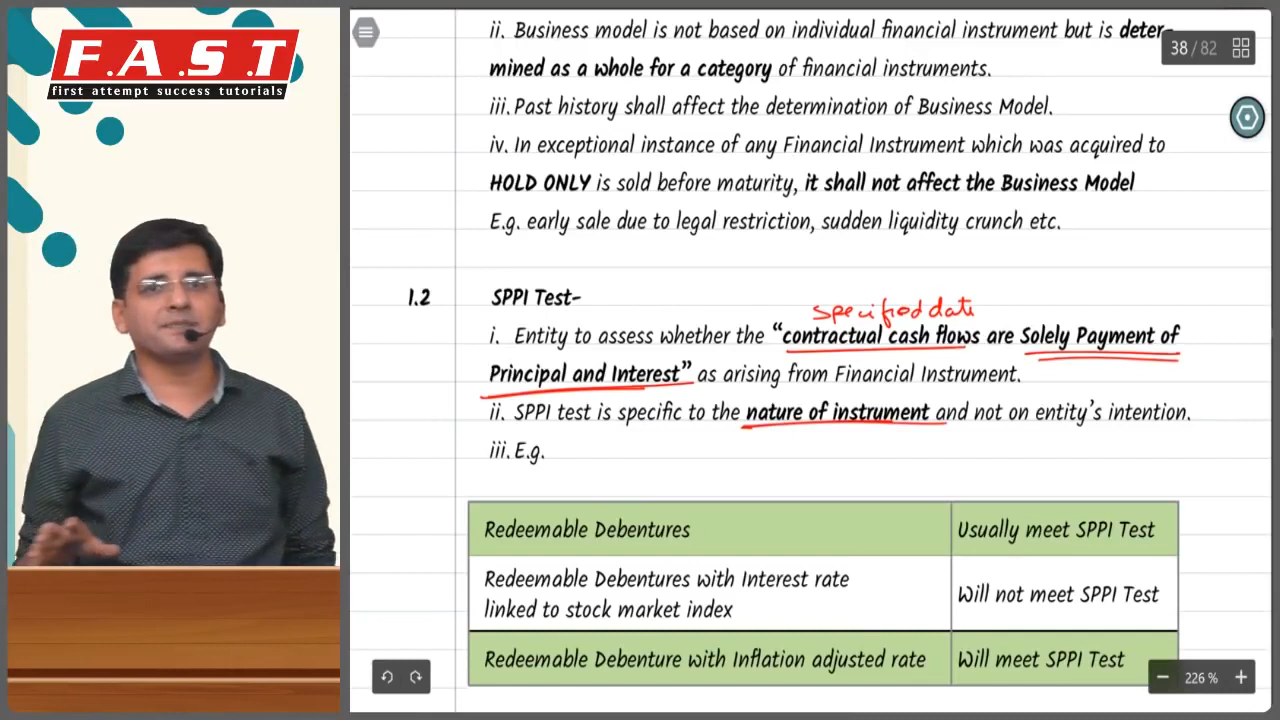 F.A.S.T
first attempt success tutorials
38 / 82
ii. Business model is not based on individual financial instrument but is deter-
mined as a whole for a category of financial instruments.
iii. Past history shall affect the determination of Business Model.
iv. In exceptional instance of any Financial Instrument which was acquired to
HOLD ONLY is sold before maturity, it shall not affect the Business Model
E.g. early sale due to legal restriction, sudden liquidity crunch etc.
1.2 SPPI Test-
specified date
i. Entity to assess whether the “contractual cash flows are Solely Payment of
Principal and Interest” as arising from Financial Instrument.
ii. SPPI test is specific to the nature of instrument and not on entity’s intention.
iii. E.g.
Redeemable Debentures Usually meet SPPI Test
Redeemable Debentures with Interest rate
linked to stock market index Will not meet SPPI Test
Redeemable Debenture with Inflation adjusted rate Will meet SPPI Test
226 %